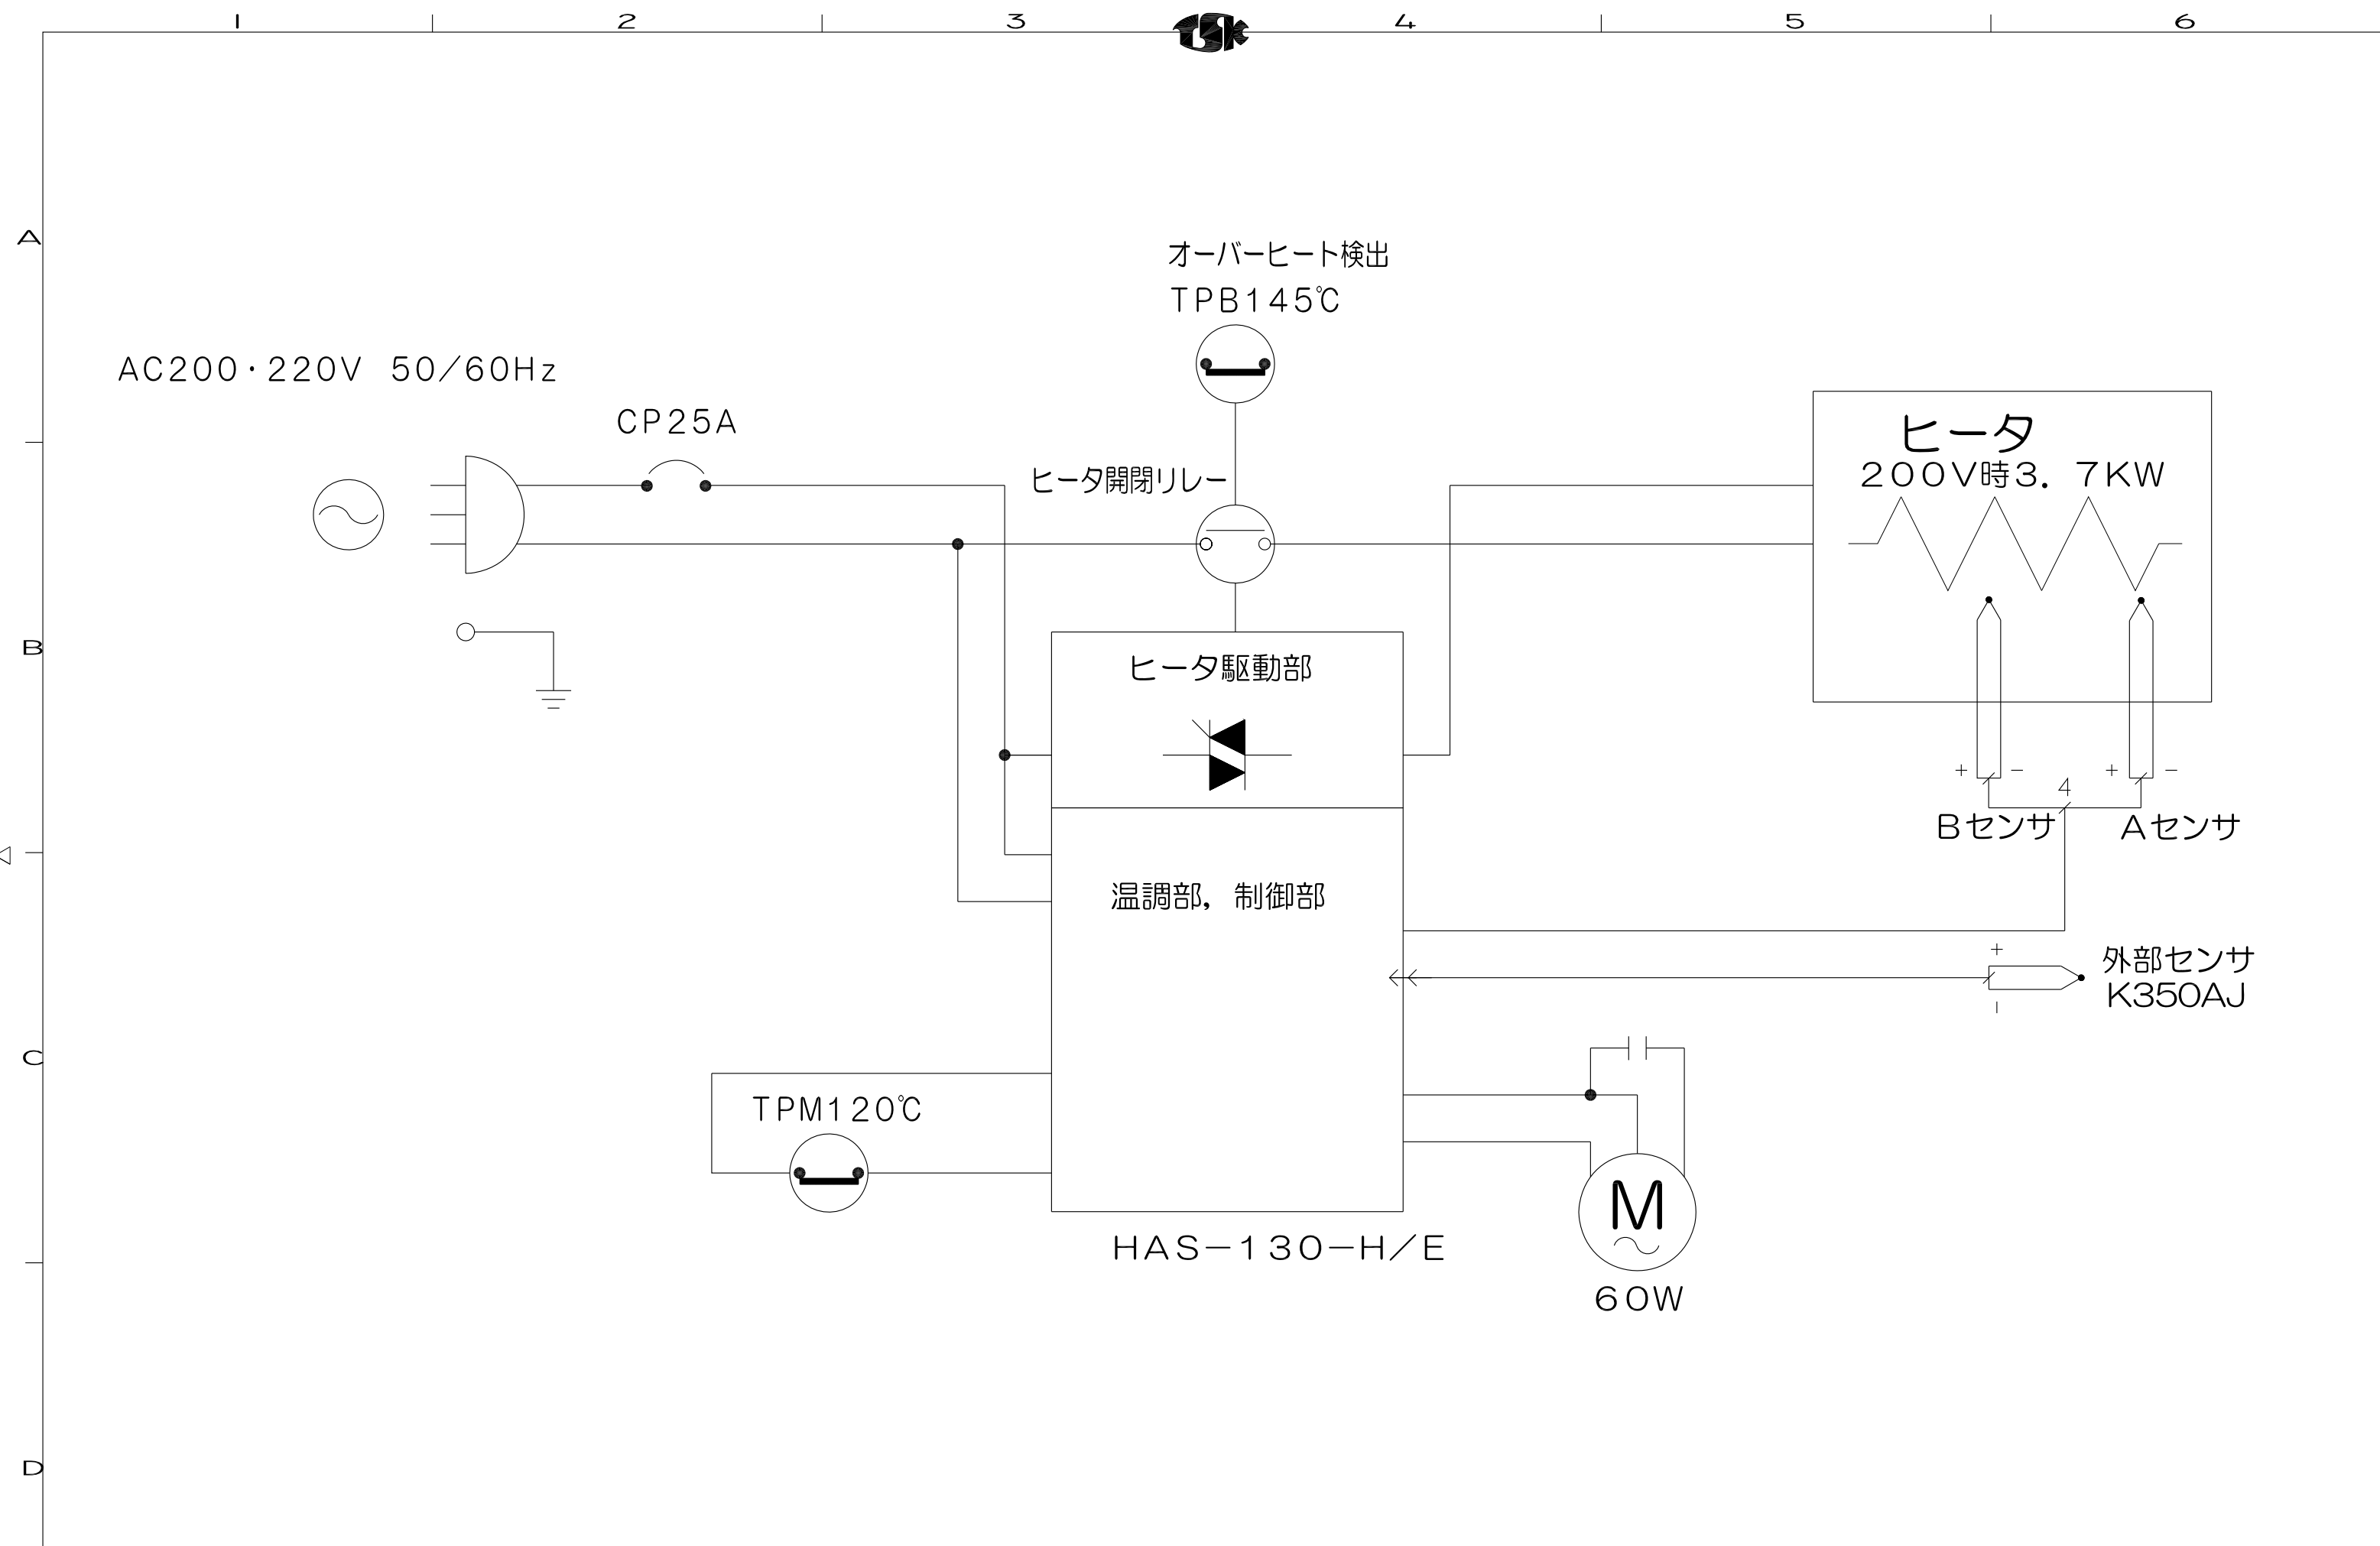 1 2 3 TSK 4 5 6
A
オーバーヒート検出
TPB145℃
AC200・220V 50/60Hz
CP25A
ヒータ開閉リレー
ヒータ
200V時3.7KW
B
ヒータ駆動部
+ - + -
4
Bセンサ Aセンサ
温調部,制御部
+
外部センサ
K350AJ
-
C
TPM120℃
M
HAS-130-H/E
60W
D